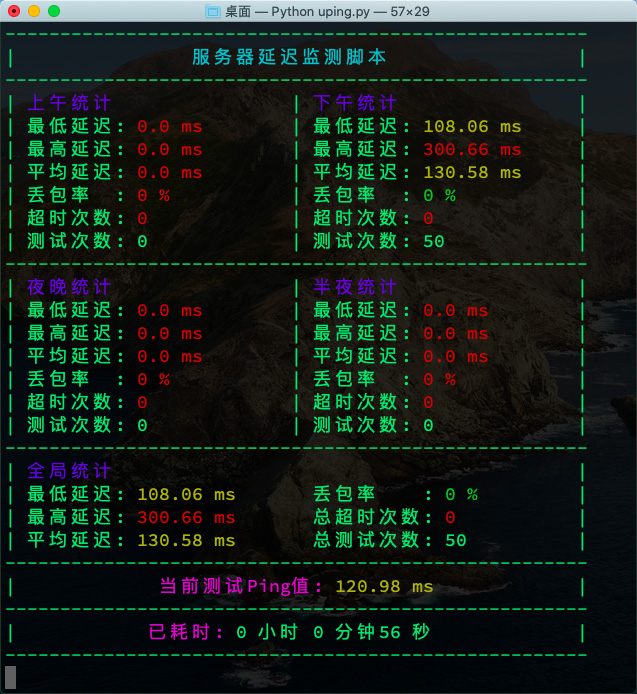 桌面 — Python uping.py — 57×29
服务器延迟监测脚本
上午统计 | 下午统计
最低延迟: 0.0 ms | 最低延迟: 108.06 ms
最高延迟: 0.0 ms | 最高延迟: 300.66 ms
平均延迟: 0.0 ms | 平均延迟: 130.58 ms
丢包率 : 0 % | 丢包率 : 0 %
超时次数: 0 | 超时次数: 0
测试次数: 0 | 测试次数: 50
夜晚统计 | 半夜统计
最低延迟: 0.0 ms | 最低延迟: 0.0 ms
最高延迟: 0.0 ms | 最高延迟: 0.0 ms
平均延迟: 0.0 ms | 平均延迟: 0.0 ms
丢包率 : 0 % | 丢包率 : 0 %
超时次数: 0 | 超时次数: 0
测试次数: 0 | 测试次数: 0
全局统计
最低延迟: 108.06 ms 丢包率 : 0 %
最高延迟: 300.66 ms 总超时次数: 0
平均延迟: 130.58 ms 总测试次数: 50
当前测试Ping值: 120.98 ms
已耗时: 0 小时 0 分钟56 秒